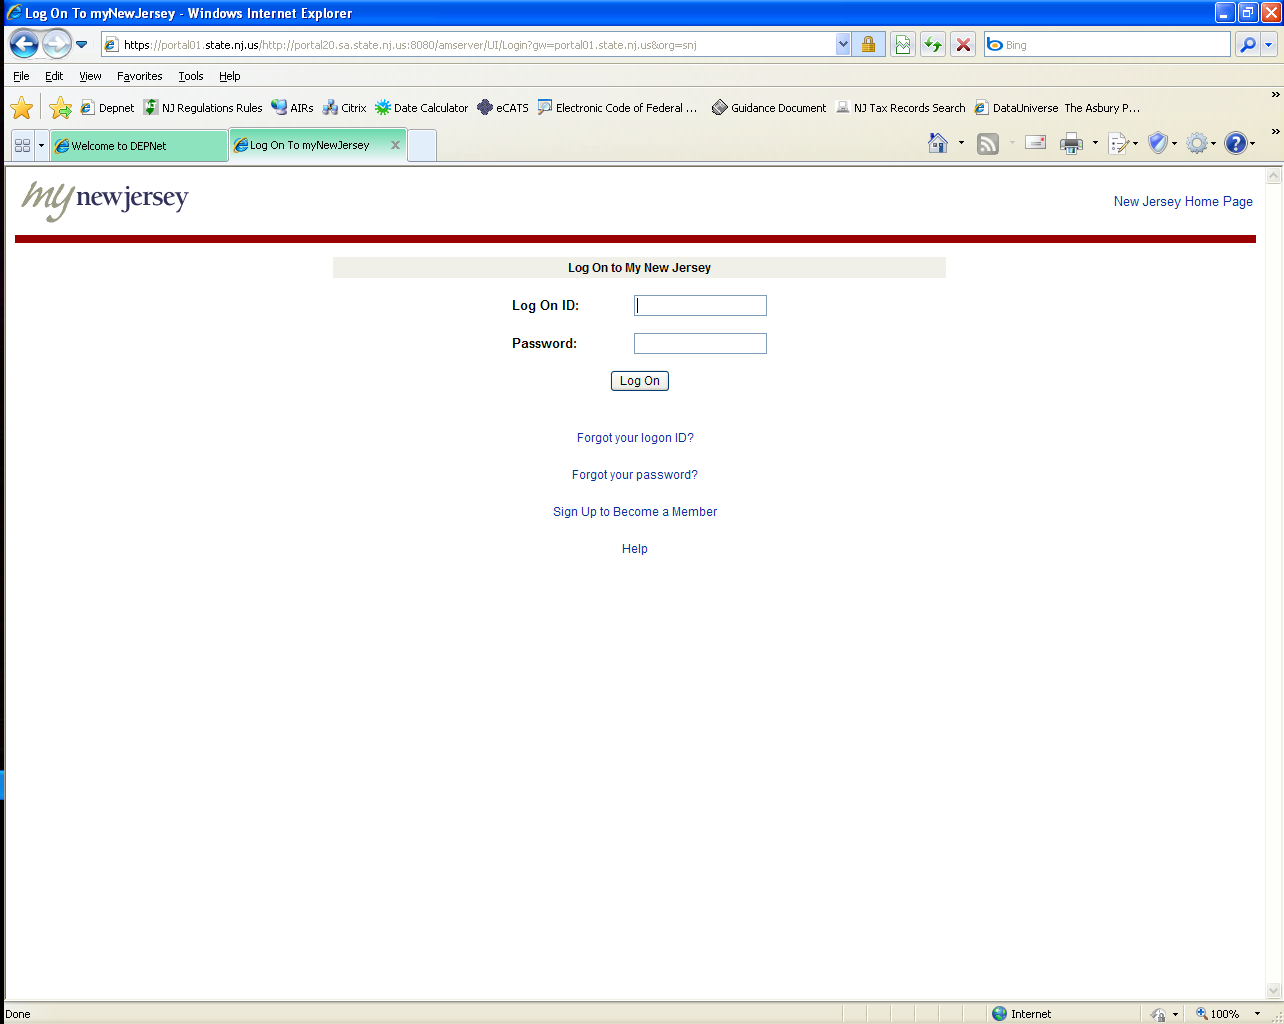 Log On To myNewJersey - Windows Internet Explorer
https://portal01.state.nj.us/http://portal20.sa.state.nj.us:8080/amserver/UI/Login?gw=portal01.state.nj.us&org=snj
Bing
File Edit View Favorites Tools Help
Depnet NJ Regulations Rules AIRs Citrix Date Calculator eCATS Electronic Code of Federal ... Guidance Document NJ Tax Records Search DataUniverse The Asbury P...
Welcome to DEPNet Log On To myNewJersey
my newjersey
New Jersey Home Page
Log On to My New Jersey
Log On ID:
Password:
Log On
Forgot your logon ID?
Forgot your password?
Sign Up to Become a Member
Help
Done Internet 100%